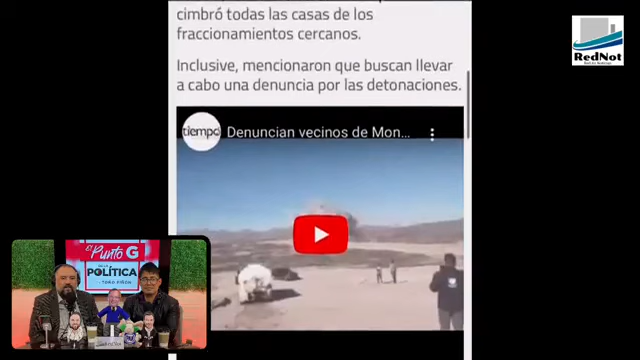 cimbró todas las casas de los
fraccionamientos cercanos.
Inclusive, mencionaron que buscan llevar
a cabo una denuncia por las detonaciones.
tiempo
Denuncian vecinos de Mon...
RedNot
El Punto G
POLÍTICA